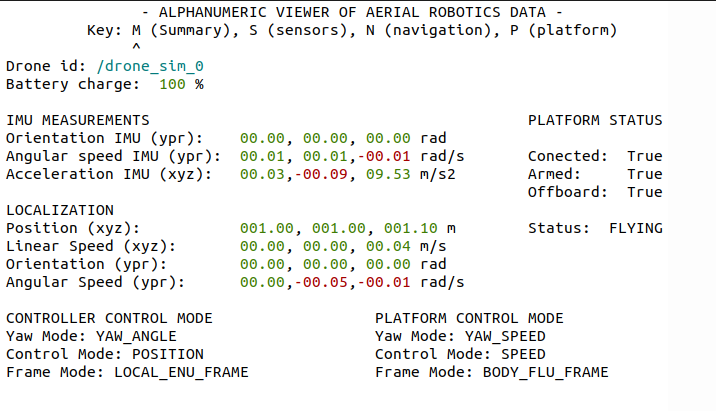 - ALPHANUMERIC VIEWER OF AERIAL ROBOTICS DATA -
Key: M (Summary), S (sensors), N (navigation), P (platform)
^
Drone id: /drone_sim_0
Battery charge:  100 %
IMU MEASUREMENTS                                          PLATFORM STATUS
Orientation IMU (ypr):    00.00, 00.00, 00.00 rad
Angular speed IMU (ypr):  00.01, 00.01,-00.01 rad/s       Conected:  True
Acceleration IMU (xyz):   00.03,-00.09, 09.53 m/s2        Armed:     True
Offboard:  True
LOCALIZATION
Position (xyz):           001.00, 001.00, 001.10 m        Status:  FLYING
Linear Speed (xyz):       00.00, 00.00, 00.04 m/s
Orientation (ypr):        00.00, 00.00, 00.00 rad
Angular Speed (ypr):      00.00,-00.05,-00.01 rad/s
CONTROLLER CONTROL MODE                  PLATFORM CONTROL MODE
Yaw Mode: YAW_ANGLE                      Yaw Mode: YAW_SPEED
Control Mode: POSITION                   Control Mode: SPEED
Frame Mode: LOCAL_ENU_FRAME              Frame Mode: BODY_FLU_FRAME